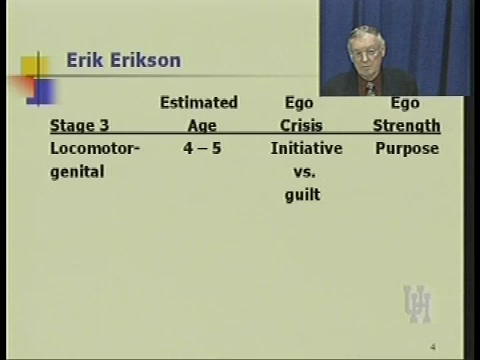 Erik Erikson
Estimated Ego Ego
Stage 3 Age Crisis Strength
Locomotor- 4 – 5 Initiative Purpose
genital vs.
guilt
UH
4